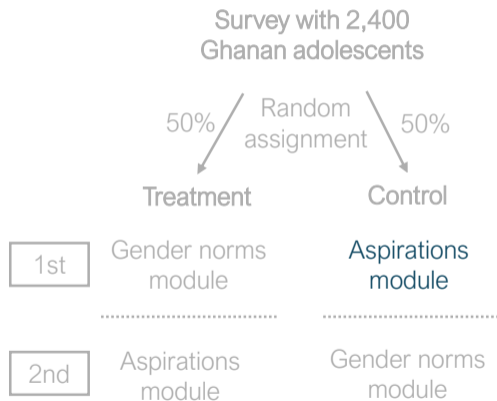 Survey with 2,400
Ghanan adolescents
50%
Random
assignment
50%
Treatment
Control
1st
Gender norms
module
Aspirations
module
2nd
Aspirations
module
Gender norms
module